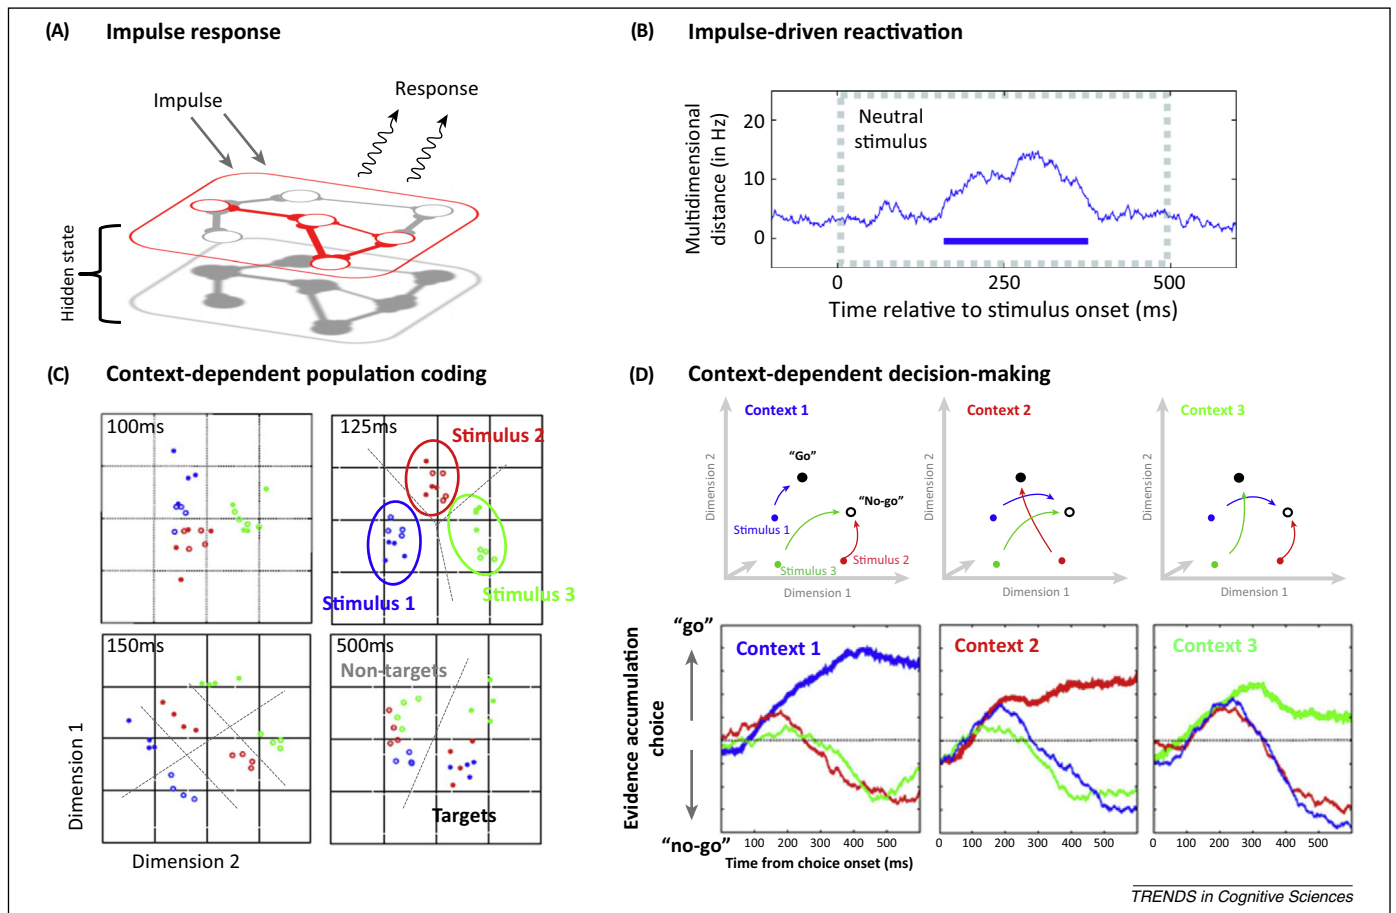 (A) Impulse response
Impulse
Response
Hidden state
(B) Impulse-driven reactivation
Multidimensional
distance (in Hz)
20
10
0
Neutral
stimulus
0 250 500
Time relative to stimulus onset (ms)
(C) Context-dependent population coding
100ms
125ms
Stimulus 2
Stimulus 1
Stimulus 3
150ms
500ms
Non-targets
Targets
Dimension 1
Dimension 2
(D) Context-dependent decision-making
Context 1
Dimension 2
"Go"
"No-go"
Stimulus 1
Stimulus 2
Stimulus 3
Dimension 1
Context 2
Dimension 2
Dimension 1
Context 3
Dimension 2
Dimension 1
Evidence accumulation
choice
"go"
"no-go"
Context 1
0 100 200 300 400 500
Context 2
0 100 200 300 400 500
Context 3
0 100 200 300 400 500
Time from choice onset (ms)
TRENDS in Cognitive Sciences